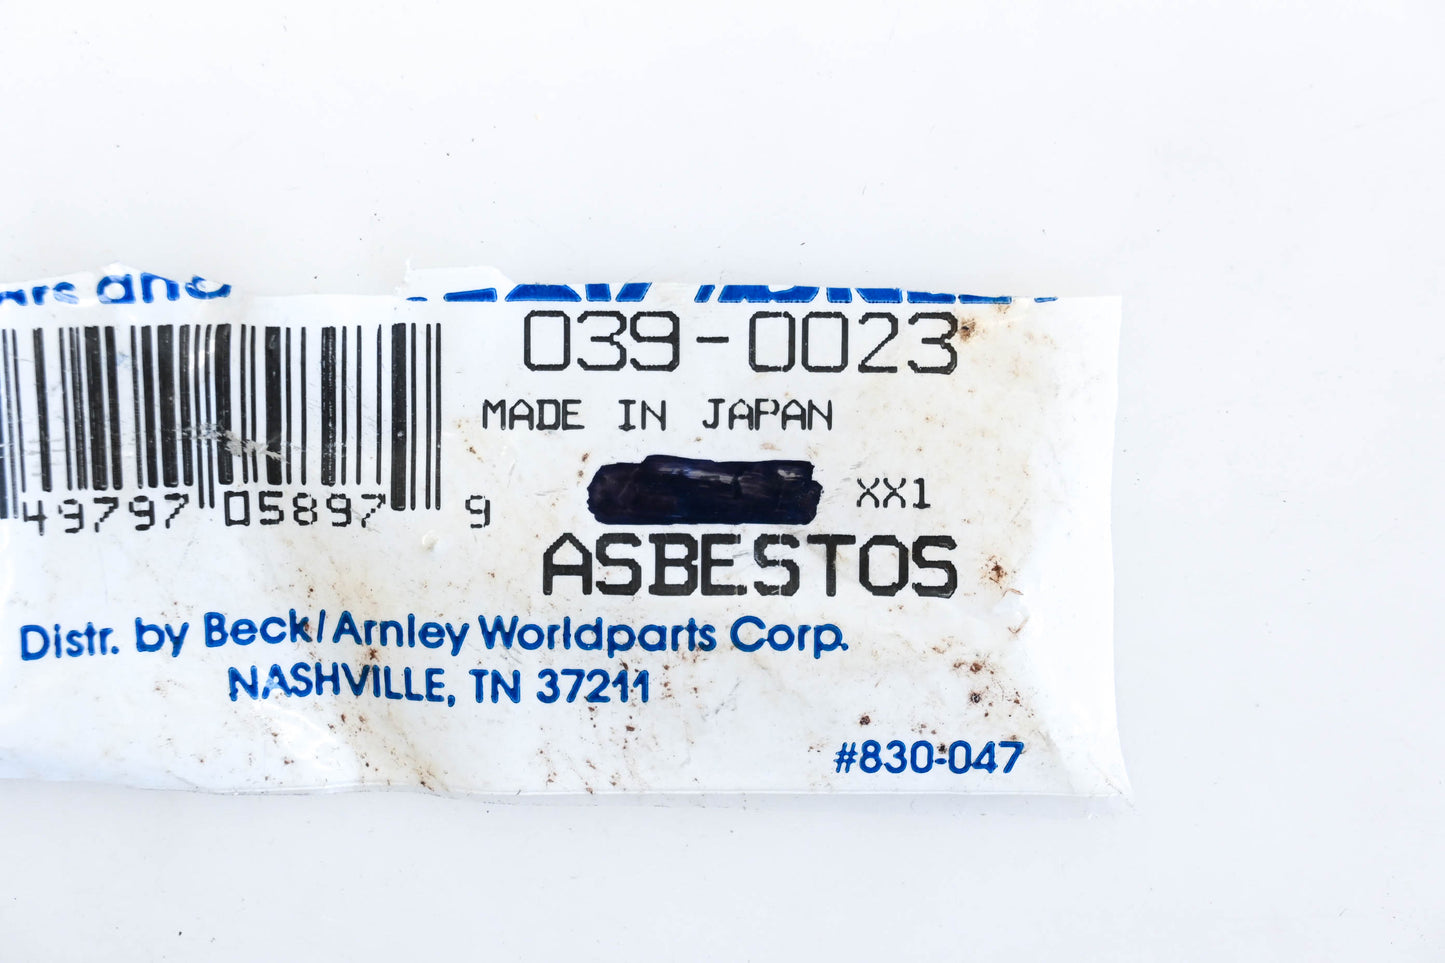 and
039-0023
MADE IN JAPAN
XX1
49797 05897 9
ASBESTOS
Distr. by Beck/Arnley Worldparts Corp.
NASHVILLE, TN 37211
#830-047